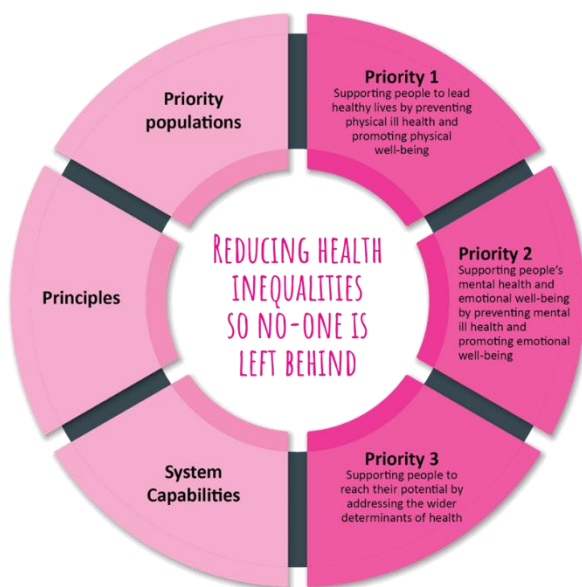 Priority
populations
Priority 1
Supporting people to lead
healthy lives by preventing
physical ill health and
promoting physical
well-being
Principles
REDUCING HEALTH
INEQUALITIES
SO NO-ONE IS
LEFT BEHIND
Priority 2
Supporting people's
mental health and
emotional well-being
by preventing mental
ill health and
promoting emotional
well-being
System
Capabilities
Priority 3
Supporting people to
reach their potential by
addressing the wider
determinants of health